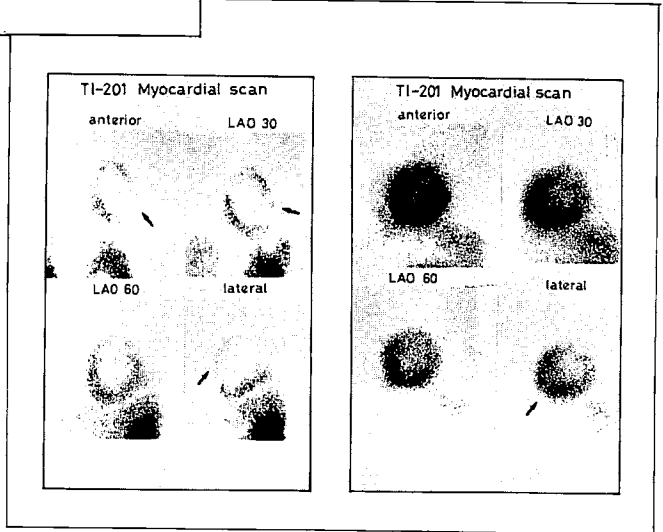 Tl-201 Myocardial scan
anterior
LAO 30
LAO 60
lateral
Tl-201 Myocardial scan
anterior
LAO 30
LAO 60
lateral